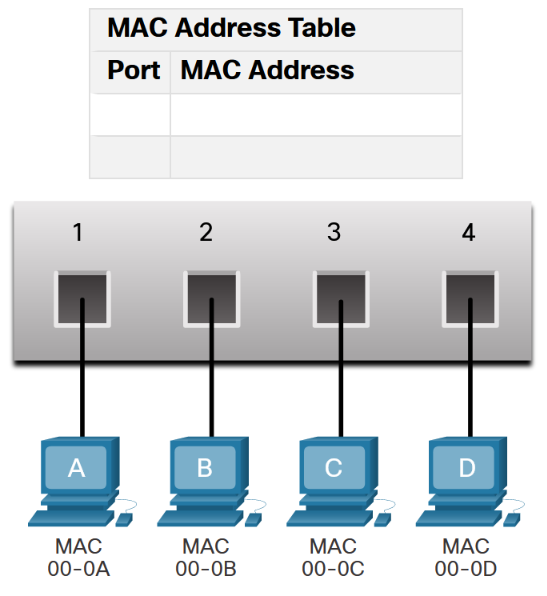 MAC Address Table
Port MAC Address
1 2 3 4
A B C D
MAC MAC MAC MAC
00-0A 00-0B 00-0C 00-0D